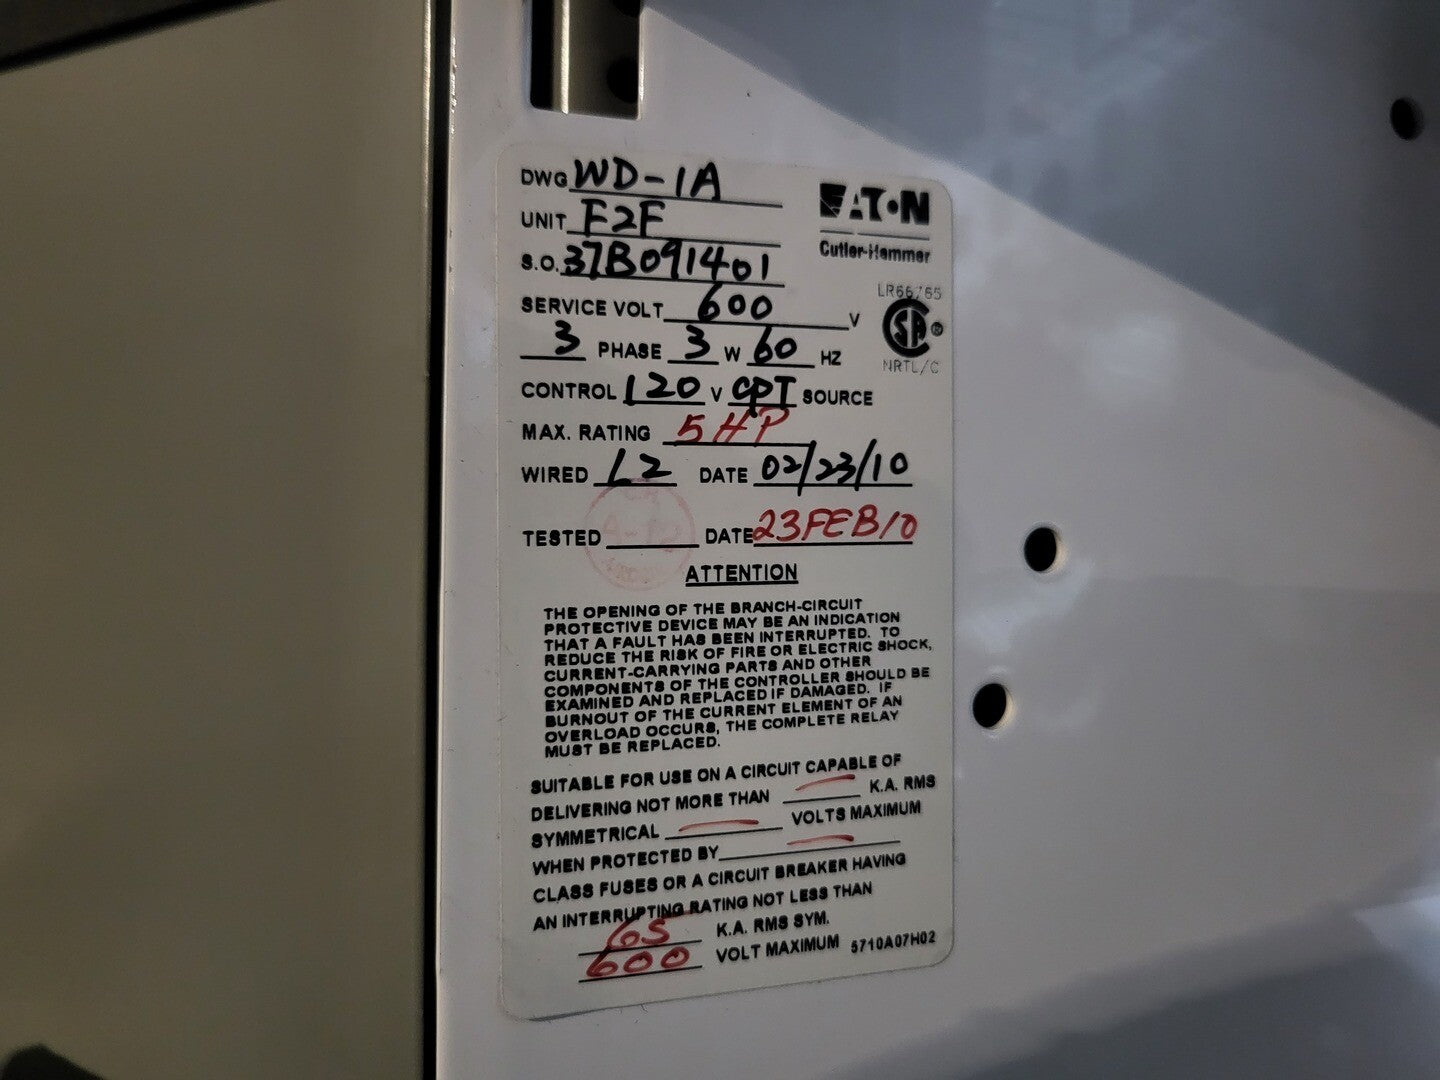 DWG WD-1A
EATON
Cutler-Hammer
UNIT F2F
S.O. 37B091401
LR66765
SERVICE VOLT 600 V
SA ®
3 PHASE 3 W 60 HZ
NRTL/C
CONTROL 120 V CPT SOURCE
MAX. RATING 5HP
WIRED LZ DATE 02/23/10
TESTED DATE 23FEB10
ATTENTION
THE OPENING OF THE BRANCH-CIRCUIT
PROTECTIVE DEVICE MAY BE AN INDICATION
THAT A FAULT HAS BEEN INTERRUPTED. TO
REDUCE THE RISK OF FIRE OR ELECTRIC SHOCK,
CURRENT-CARRYING PARTS AND OTHER
COMPONENTS OF THE CONTROLLER SHOULD BE
EXAMINED AND REPLACED IF DAMAGED. IF
BURNOUT OF THE CURRENT ELEMENT OF AN
OVERLOAD OCCURS, THE COMPLETE RELAY
MUST BE REPLACED.
SUITABLE FOR USE ON A CIRCUIT CAPABLE OF
DELIVERING NOT MORE THAN — K.A. RMS
SYMMETRICAL — VOLTS MAXIMUM
WHEN PROTECTED BY —
CLASS FUSES OR A CIRCUIT BREAKER HAVING
AN INTERRUPTING RATING NOT LESS THAN
65 K.A. RMS SYM.
600 VOLT MAXIMUM 5710A07H02